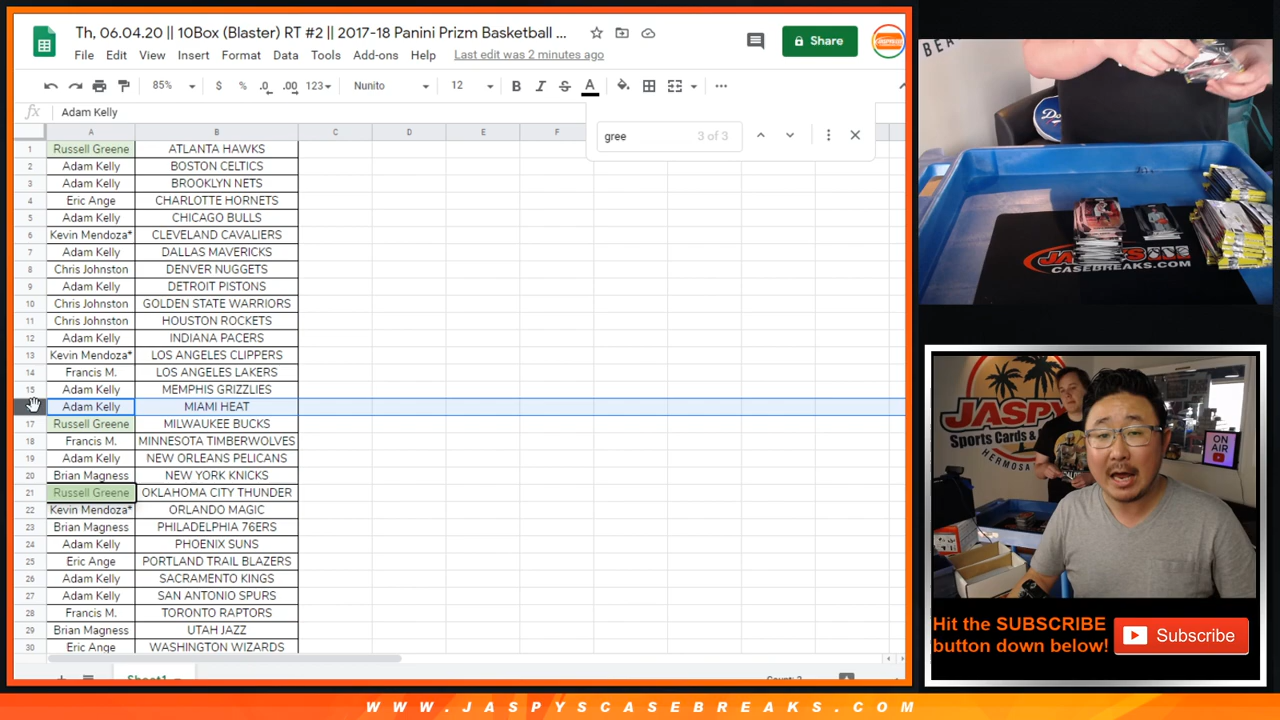 Th, 06.04.20 || 10Box (Blaster) RT #2 || 2017-18 Panini Prizm Basketball ...
File Edit View Insert Format Data Tools Add-ons Help Last edit was 2 minutes ago
Share
85% $ % .0 .00 123 Nunito 12 B I S A ...
fx Adam Kelly
gree 3 of 3
A B C D E F
1 Russell Greene ATLANTA HAWKS
2 Adam Kelly BOSTON CELTICS
3 Adam Kelly BROOKLYN NETS
4 Eric Ange CHARLOTTE HORNETS
5 Adam Kelly CHICAGO BULLS
6 Kevin Mendoza* CLEVELAND CAVALIERS
7 Adam Kelly DALLAS MAVERICKS
8 Chris Johnston DENVER NUGGETS
9 Adam Kelly DETROIT PISTONS
10 Chris Johnston GOLDEN STATE WARRIORS
11 Chris Johnston HOUSTON ROCKETS
12 Adam Kelly INDIANA PACERS
13 Kevin Mendoza* LOS ANGELES CLIPPERS
14 Francis M. LOS ANGELES LAKERS
15 Adam Kelly MEMPHIS GRIZZLIES
Adam Kelly MIAMI HEAT
17 Russell Greene MILWAUKEE BUCKS
18 Francis M. MINNESOTA TIMBERWOLVES
19 Adam Kelly NEW ORLEANS PELICANS
20 Brian Magness NEW YORK KNICKS
21 Russell Greene OKLAHOMA CITY THUNDER
22 Kevin Mendoza* ORLANDO MAGIC
23 Brian Magness PHILADELPHIA 76ERS
24 Adam Kelly PHOENIX SUNS
25 Eric Ange PORTLAND TRAIL BLAZERS
26 Adam Kelly SACRAMENTO KINGS
27 Adam Kelly SAN ANTONIO SPURS
28 Francis M. TORONTO RAPTORS
29 Brian Magness UTAH JAZZ
30 Eric Ange WASHINGTON WIZARDS
Sheet1
CASEBREAKS.COM
JASPY
Sports Cards &
HERMOSA
ON AIR
Hit the SUBSCRIBE
button down below!
Subscribe
WWW.JASPYSCASEBREAKS.COM